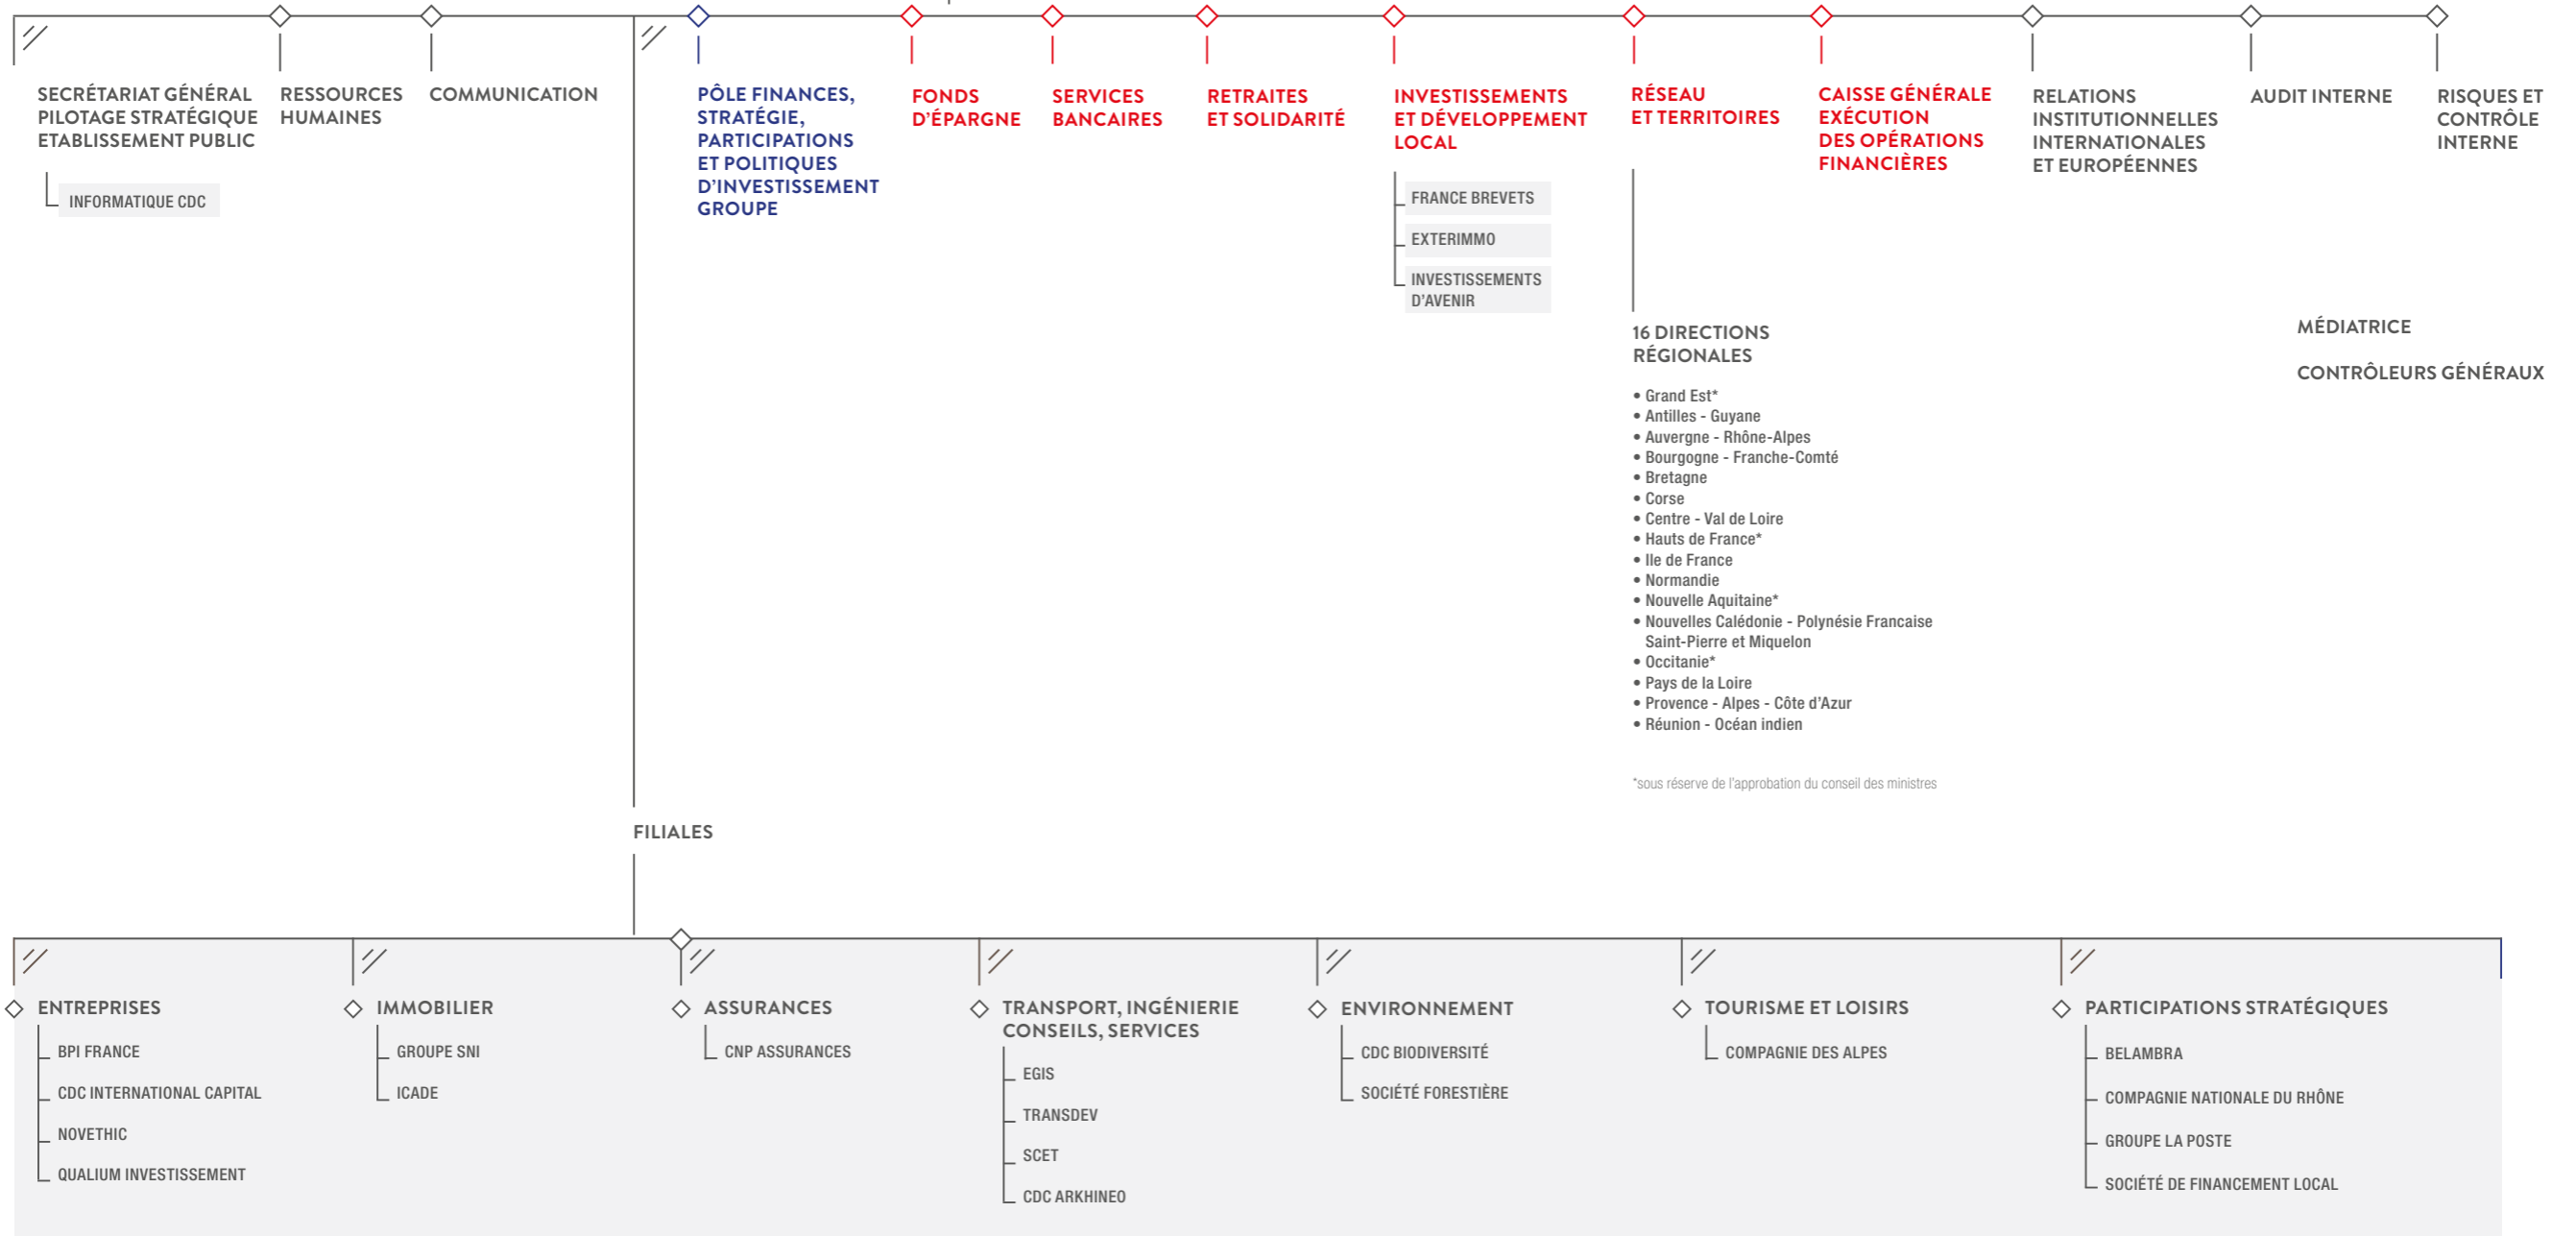 SECRÉTARIAT GÉNÉRAL
PILOTAGE STRATÉGIQUE
ETABLISSEMENT PUBLIC
INFORMATIQUE CDC
RESSOURCES
HUMAINES
COMMUNICATION
PÔLE FINANCES,
STRATÉGIE,
PARTICIPATIONS
ET POLITIQUES
D'INVESTISSEMENT
GROUPE
FONDS
D'ÉPARGNE
SERVICES
BANCAIRES
RETRAITES
ET SOLIDARITÉ
INVESTISSEMENTS
ET DÉVELOPPEMENT
LOCAL
FRANCE BREVETS
EXTERIMMO
INVESTISSEMENTS
D'AVENIR
RÉSEAU
ET TERRITOIRES
16 DIRECTIONS
RÉGIONALES
• Grand Est*
• Antilles - Guyane
• Auvergne - Rhône-Alpes
• Bourgogne - Franche-Comté
• Bretagne
• Corse
• Centre - Val de Loire
• Hauts de France*
• Ile de France
• Normandie
• Nouvelle Aquitaine*
• Nouvelles Calédonie - Polynésie Francaise
Saint-Pierre et Miquelon
• Occitanie*
• Pays de la Loire
• Provence - Alpes - Côte d'Azur
• Réunion - Océan indien
*sous réserve de l'approbation du conseil des ministres
CAISSE GÉNÉRALE
EXÉCUTION
DES OPÉRATIONS
FINANCIÈRES
RELATIONS
INSTITUTIONNELLES
INTERNATIONALES
ET EUROPÉENNES
AUDIT INTERNE
RISQUES ET
CONTRÔLE
INTERNE
MÉDIATRICE
CONTRÔLEURS GÉNÉRAUX
FILIALES
ENTREPRISES
BPI FRANCE
CDC INTERNATIONAL CAPITAL
NOVETHIC
QUALIUM INVESTISSEMENT
IMMOBILIER
GROUPE SNI
ICADE
ASSURANCES
CNP ASSURANCES
TRANSPORT, INGÉNIERIE
CONSEILS, SERVICES
EGIS
TRANSDEV
SCET
CDC ARKHINEO
ENVIRONNEMENT
CDC BIODIVERSITÉ
SOCIÉTÉ FORESTIÈRE
TOURISME ET LOISIRS
COMPAGNIE DES ALPES
PARTICIPATIONS STRATÉGIQUES
BELAMBRA
COMPAGNIE NATIONALE DU RHÔNE
GROUPE LA POSTE
SOCIÉTÉ DE FINANCEMENT LOCAL